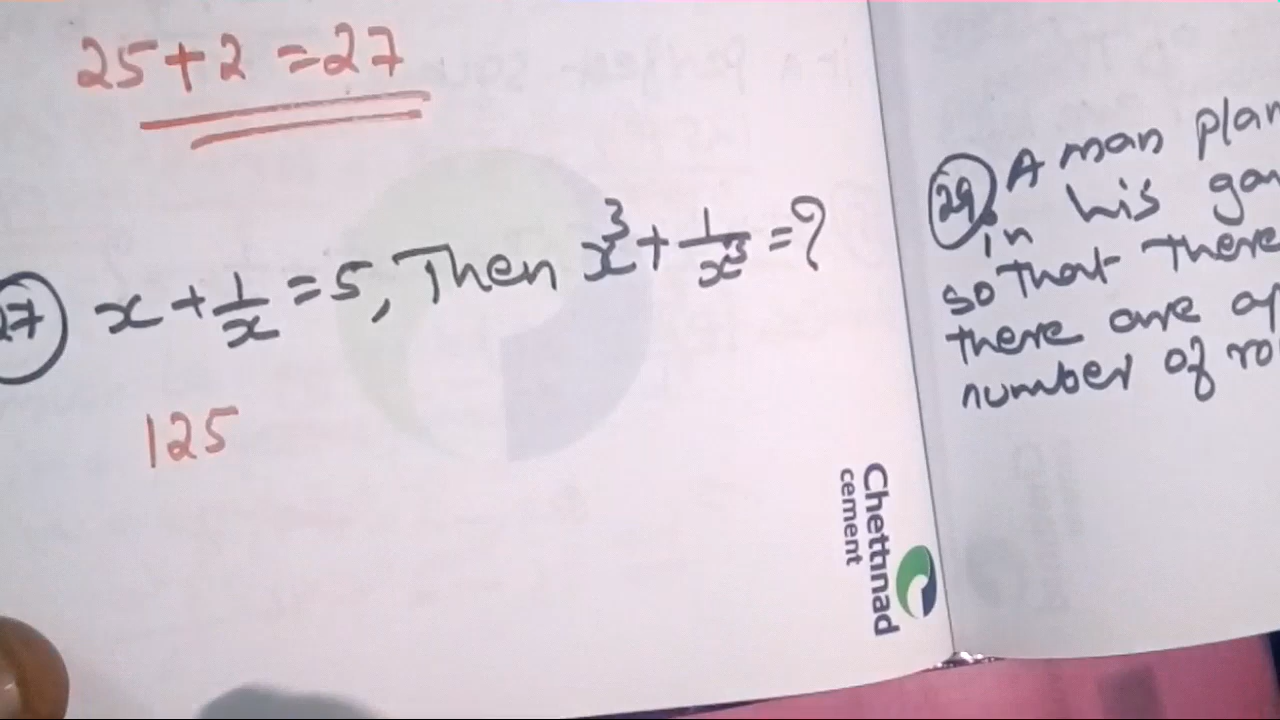 25+2 =27
27 x + 1/x = 5, Then x³ + 1/x³ = ?
125
Chettinad
cement
29. A man plan
in his gar
so that there
there are
number of ro